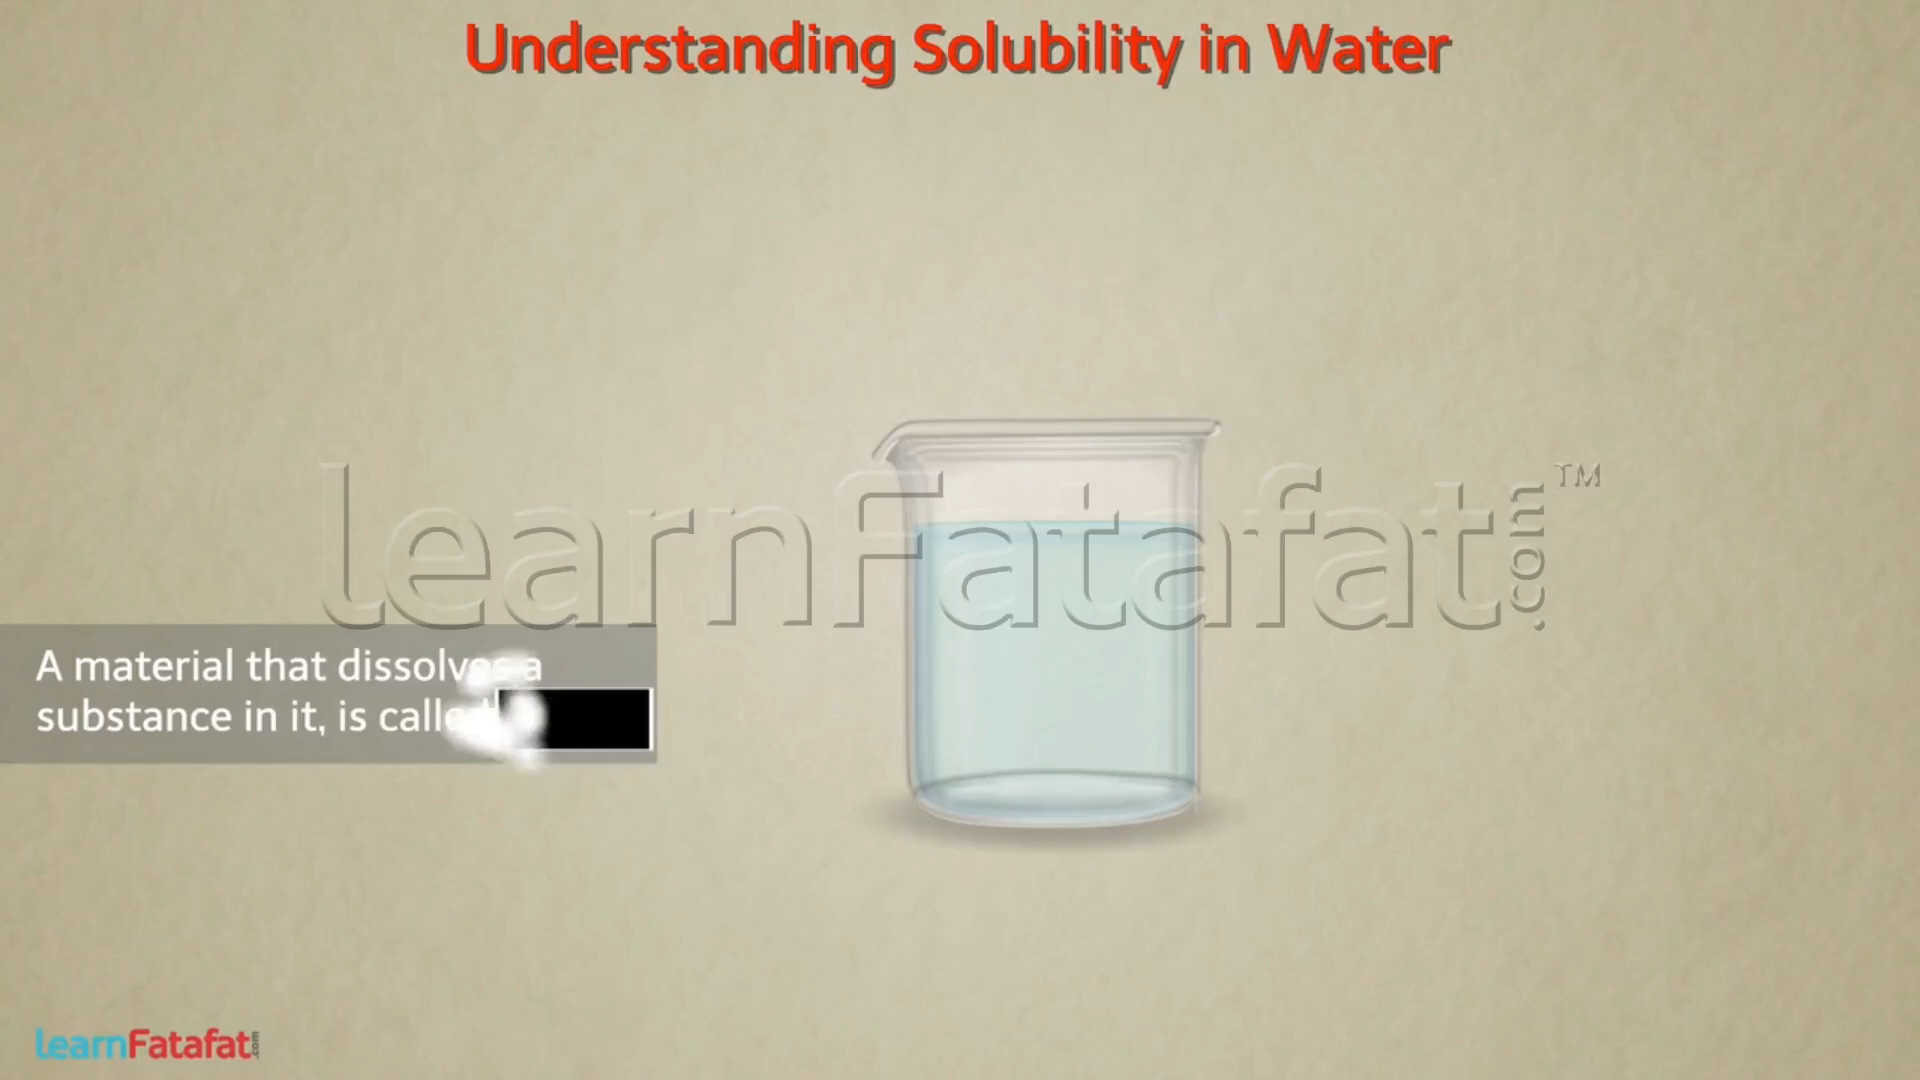 Understanding Solubility in Water
learnFatafat.com™
A material that dissolves a
substance in it, is called
learnFatafat.com